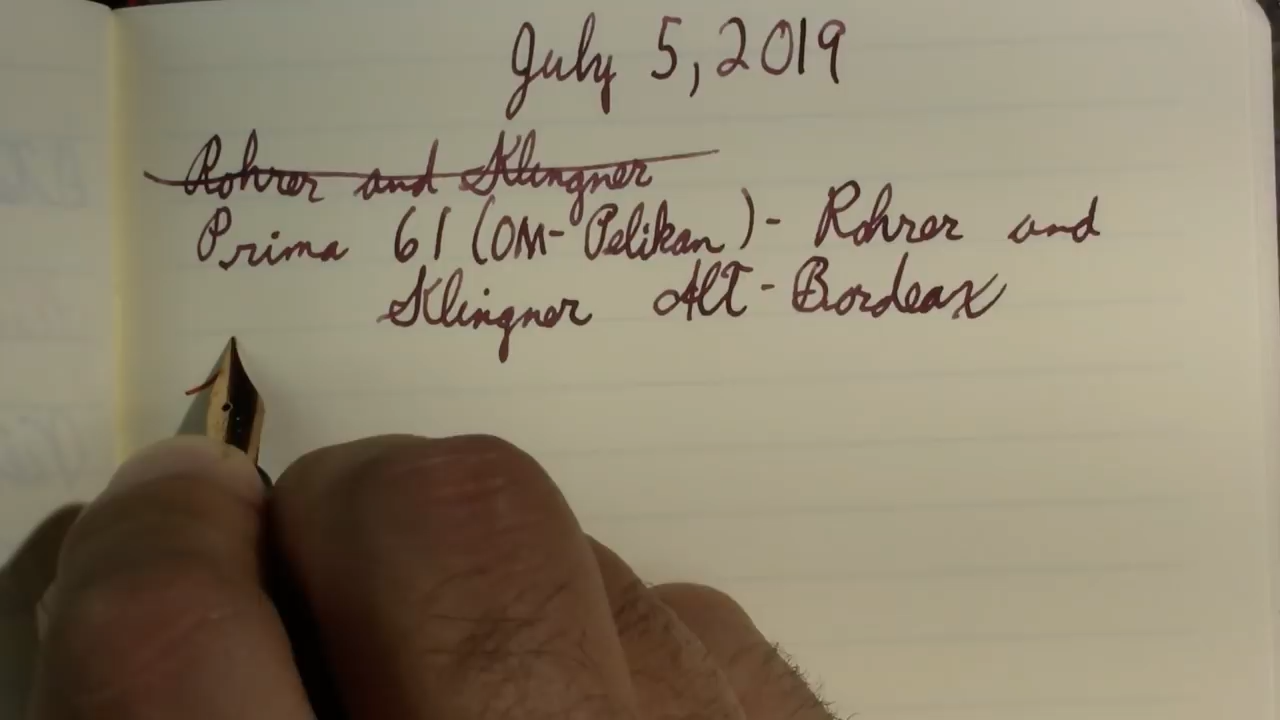 July 5, 2019
Rohrer and Klingner
Prima 61 (OM-Pelikan) - Rohrer and
Klingner Alt-Bordeax